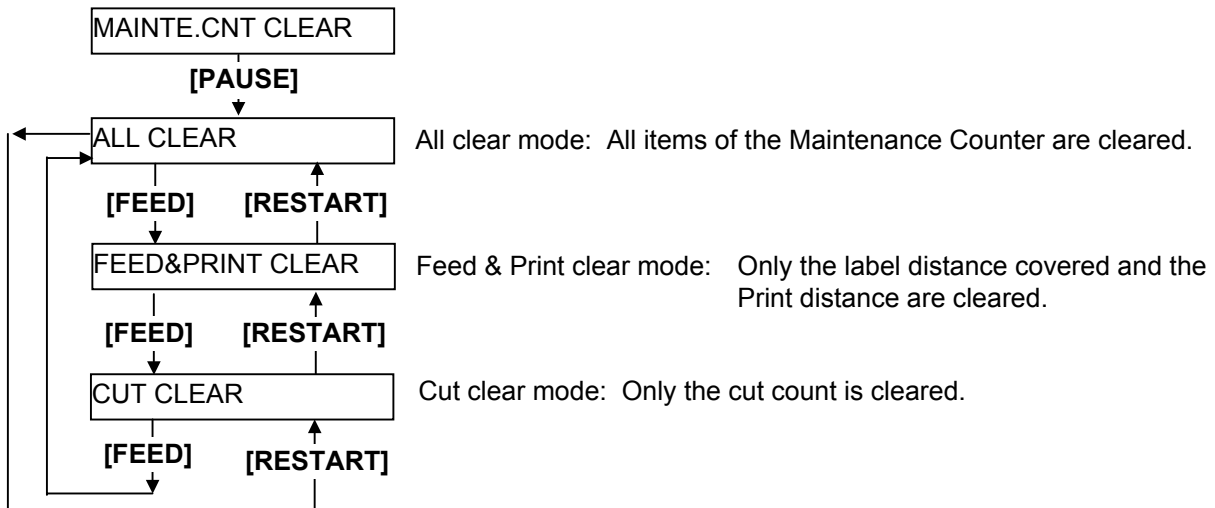 MAINTE.CNT CLEAR
[PAUSE]
ALL CLEAR
All clear mode: All items of the Maintenance Counter are cleared.
[FEED] [RESTART]
FEED&PRINT CLEAR
Feed & Print clear mode: Only the label distance covered and the
Print distance are cleared.
[FEED] [RESTART]
CUT CLEAR
Cut clear mode: Only the cut count is cleared.
[FEED] [RESTART]